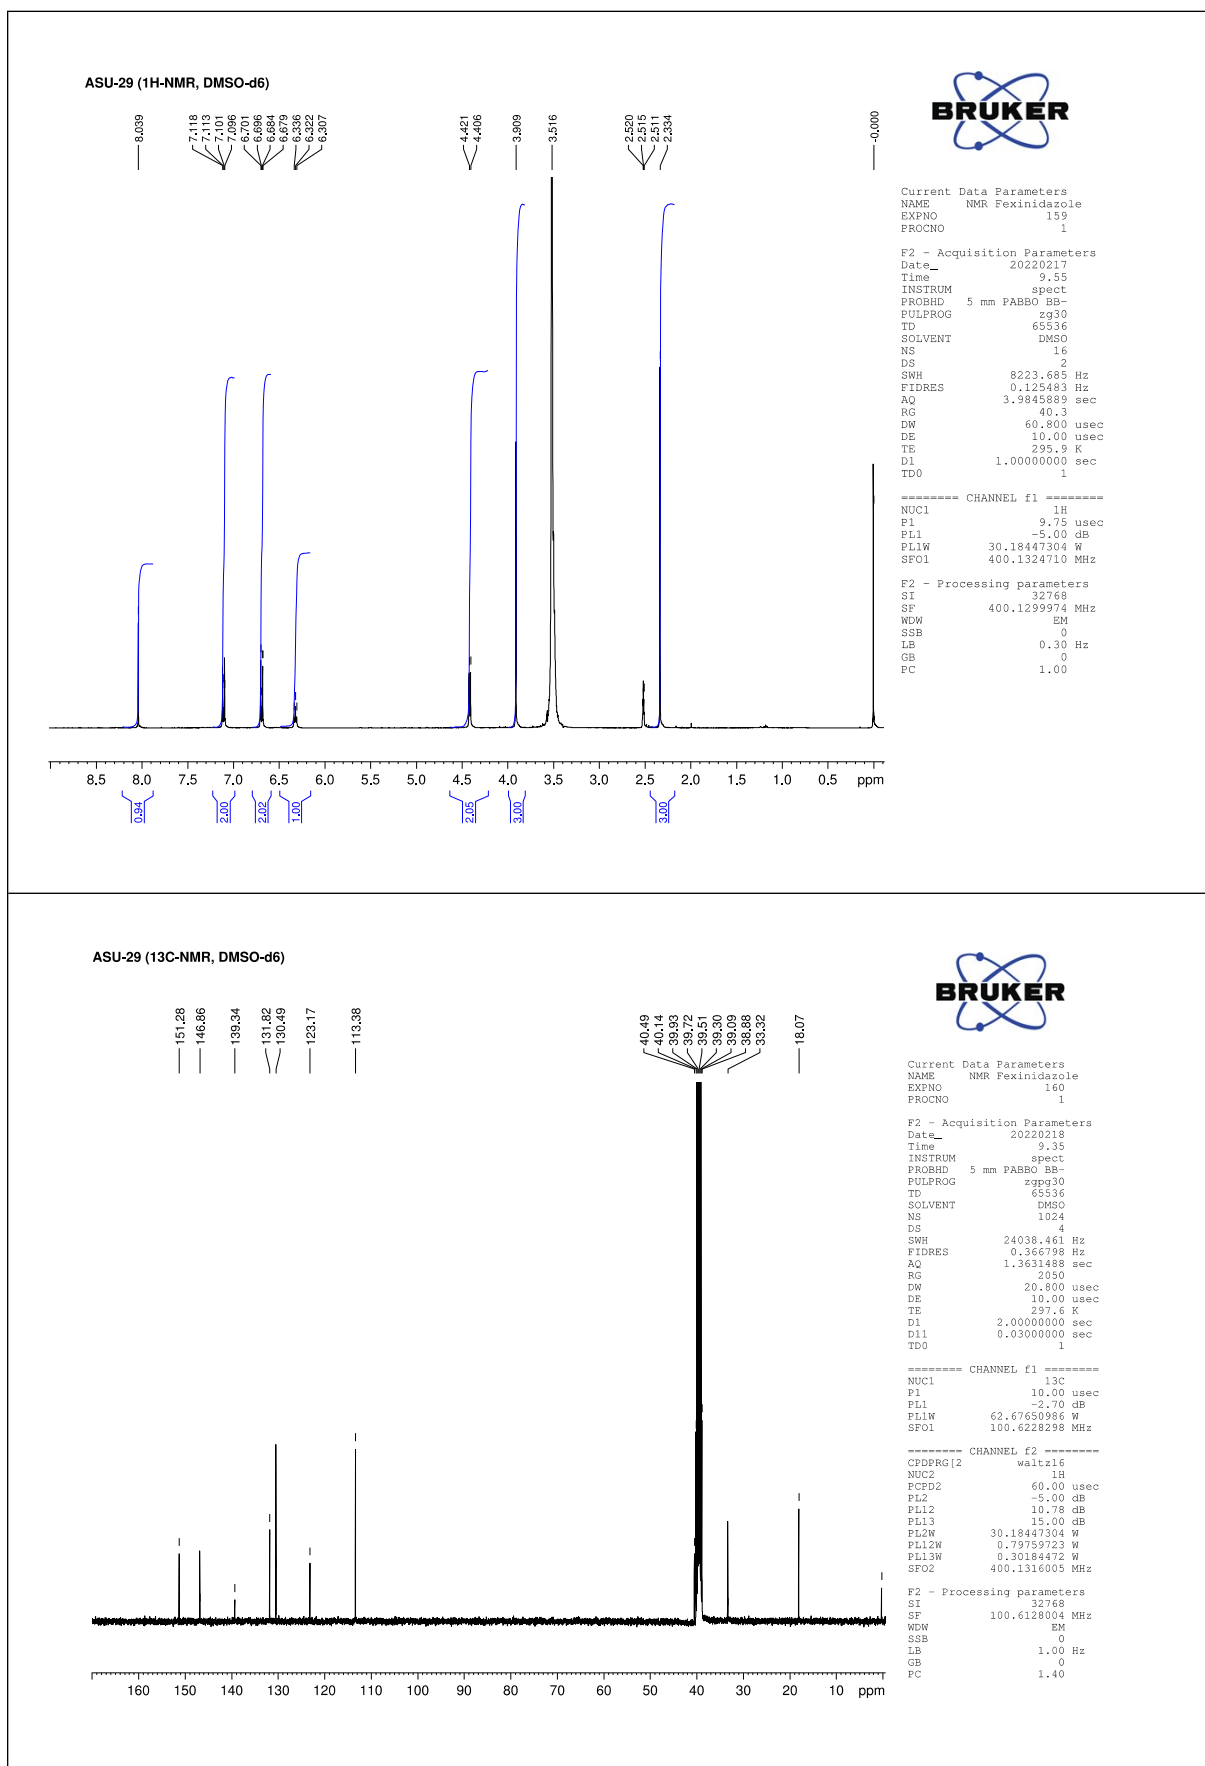 ASU-29 (1H-NMR, DMSO-d6)
8.039
7.118
7.113
7.101
7.096
6.701
6.696
6.684
6.679
6.336
6.322
6.307
4.421
4.406
3.909
3.516
2.520
2.515
2.511
2.334
-0.000
BRUKER
Current Data Parameters
NAME NMR Fexinidazole
EXPNO 159
PROCNO 1
F2 - Acquisition Parameters
Date_ 20220217
Time 9.55
INSTRUM spect
PROBHD 5 mm PABBO BB-
PULPROG zg30
TD 65536
SOLVENT DMSO
NS 16
DS 2
SWH 8223.685 Hz
FIDRES 0.125483 Hz
AQ 3.9845889 sec
RG 40.3
DW 60.800 usec
DE 10.00 usec
TE 295.9 K
D1 1.00000000 sec
TD0 1
======== CHANNEL f1 ========
NUC1 1H
P1 9.75 usec
PL1 -5.00 dB
PL1W 30.18447304 W
SFO1 400.1324710 MHz
F2 - Processing parameters
SI 32768
SF 400.1299974 MHz
WDW EM
SSB 0
LB 0.30 Hz
GB 0
PC 1.00
8.5 8.0 7.5 7.0 6.5 6.0 5.5 5.0 4.5 4.0 3.5 3.0 2.5 2.0 1.5 1.0 0.5 ppm
0.94
2.00
2.02
1.00
2.05
3.00
3.00
ASU-29 (13C-NMR, DMSO-d6)
151.28
146.86
139.34
131.82
130.49
123.17
113.38
40.49
40.14
39.93
39.72
39.51
39.30
39.09
38.88
33.32
18.07
BRUKER
Current Data Parameters
NAME NMR Fexinidazole
EXPNO 160
PROCNO 1
F2 - Acquisition Parameters
Date_ 20220218
Time 9.35
INSTRUM spect
PROBHD 5 mm PABBO BB-
PULPROG zgpg30
TD 65536
SOLVENT DMSO
NS 1024
DS 4
SWH 24038.461 Hz
FIDRES 0.366798 Hz
AQ 1.3631488 sec
RG 2050
DW 20.800 usec
DE 10.00 usec
TE 297.6 K
D1 2.00000000 sec
D11 0.03000000 sec
TD0 1
======== CHANNEL f1 ========
NUC1 13C
P1 10.00 usec
PL1 -2.70 dB
PL1W 62.67650986 W
SFO1 100.6228298 MHz
======== CHANNEL f2 ========
CPDPRG[2 waltz16
NUC2 1H
PCPD2 60.00 usec
PL2 -5.00 dB
PL12 10.78 dB
PL13 15.00 dB
PL2W 30.18447304 W
PL12W 0.79759723 W
PL13W 0.30184472 W
SFO2 400.1316005 MHz
F2 - Processing parameters
SI 32768
SF 100.6128004 MHz
WDW EM
SSB 0
LB 1.00 Hz
GB 0
PC 1.40
160 150 140 130 120 110 100 90 80 70 60 50 40 30 20 10 ppm